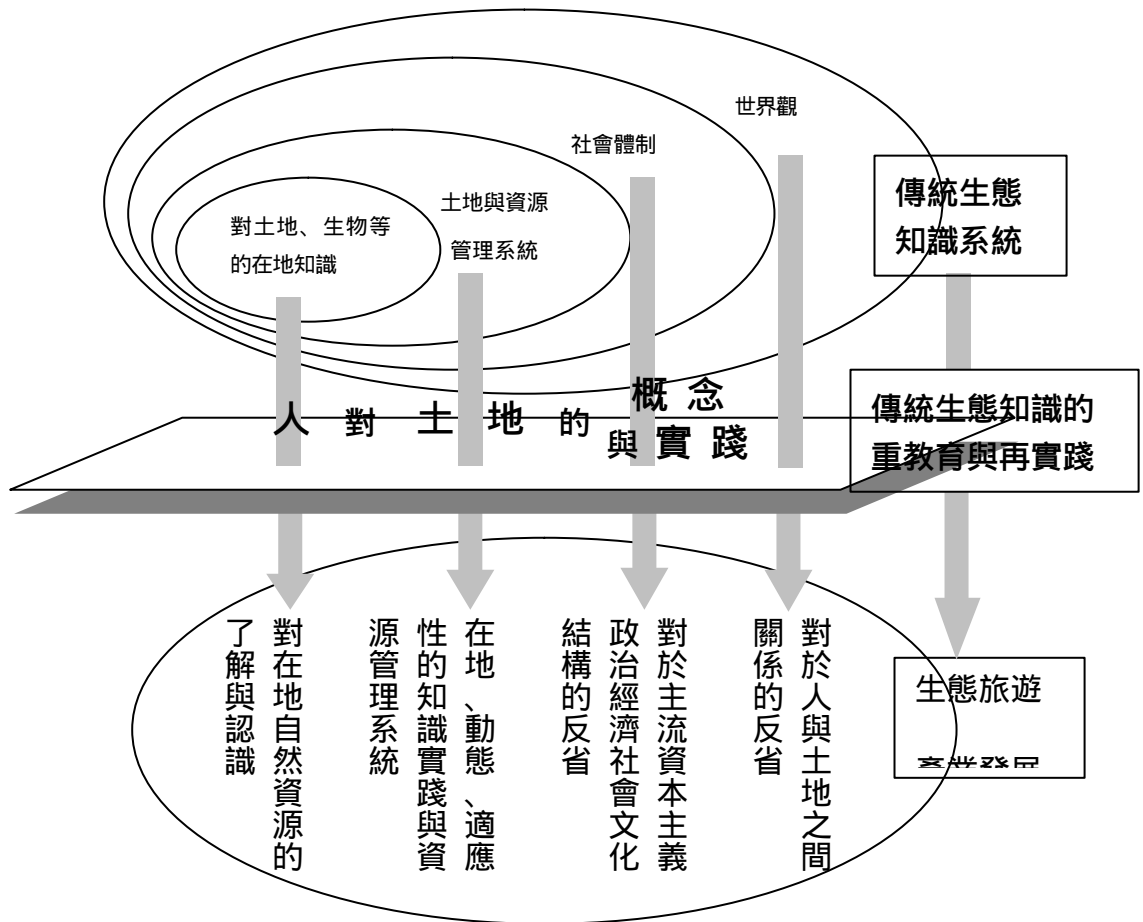 世界觀
社會體制
土地與資源
管理系統
對土地、生物等
的在地知識
傳統生態
知識系統
人對土地的概念
與實踐
傳統生態知識的
重教育與再實踐
對在地自然資源的
了解與認識
在地、動態、適應
性的知識實踐與資
源管理系統
對於主流資本主義
政治經濟社會文化
結構的反省
對於人與土地之間
關係的反省
生態旅遊
產業發展